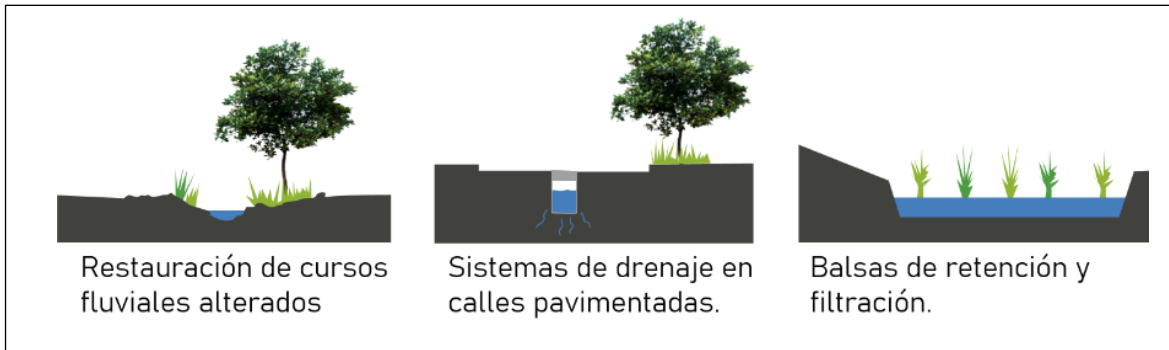 Restauración de cursos
fluviales alterados
Sistemas de drenaje en
calles pavimentadas.
Balsas de retención y
filtración.